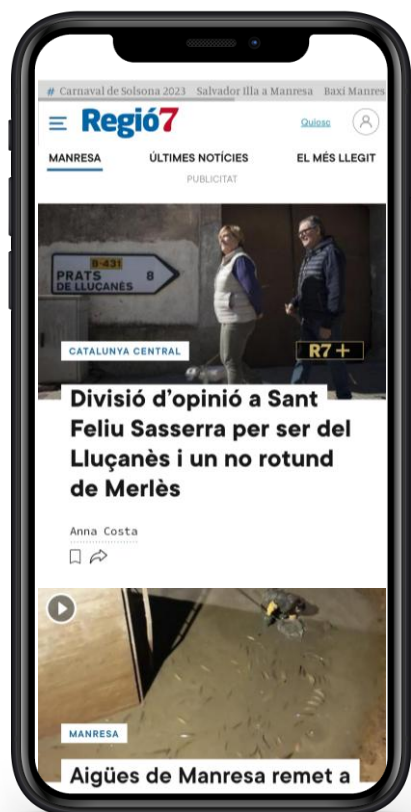 # Carnaval de Solsona 2023 Salvador Illa a Manresa Baxi Manres
Regió7
Quiosc
MANRESA ÚLTIMES NOTÍCIES EL MÉS LLEGIT
PUBLICITAT
B-431
PRATS
DE LLUÇANÈS 8
CATALUNYA CENTRAL
R7+
Divisió d'opinió a Sant
Feliu Sasserra per ser del
Lluçanès i un no rotund
de Merlès
Anna Costa
MANRESA
Aigües de Manresa remet a